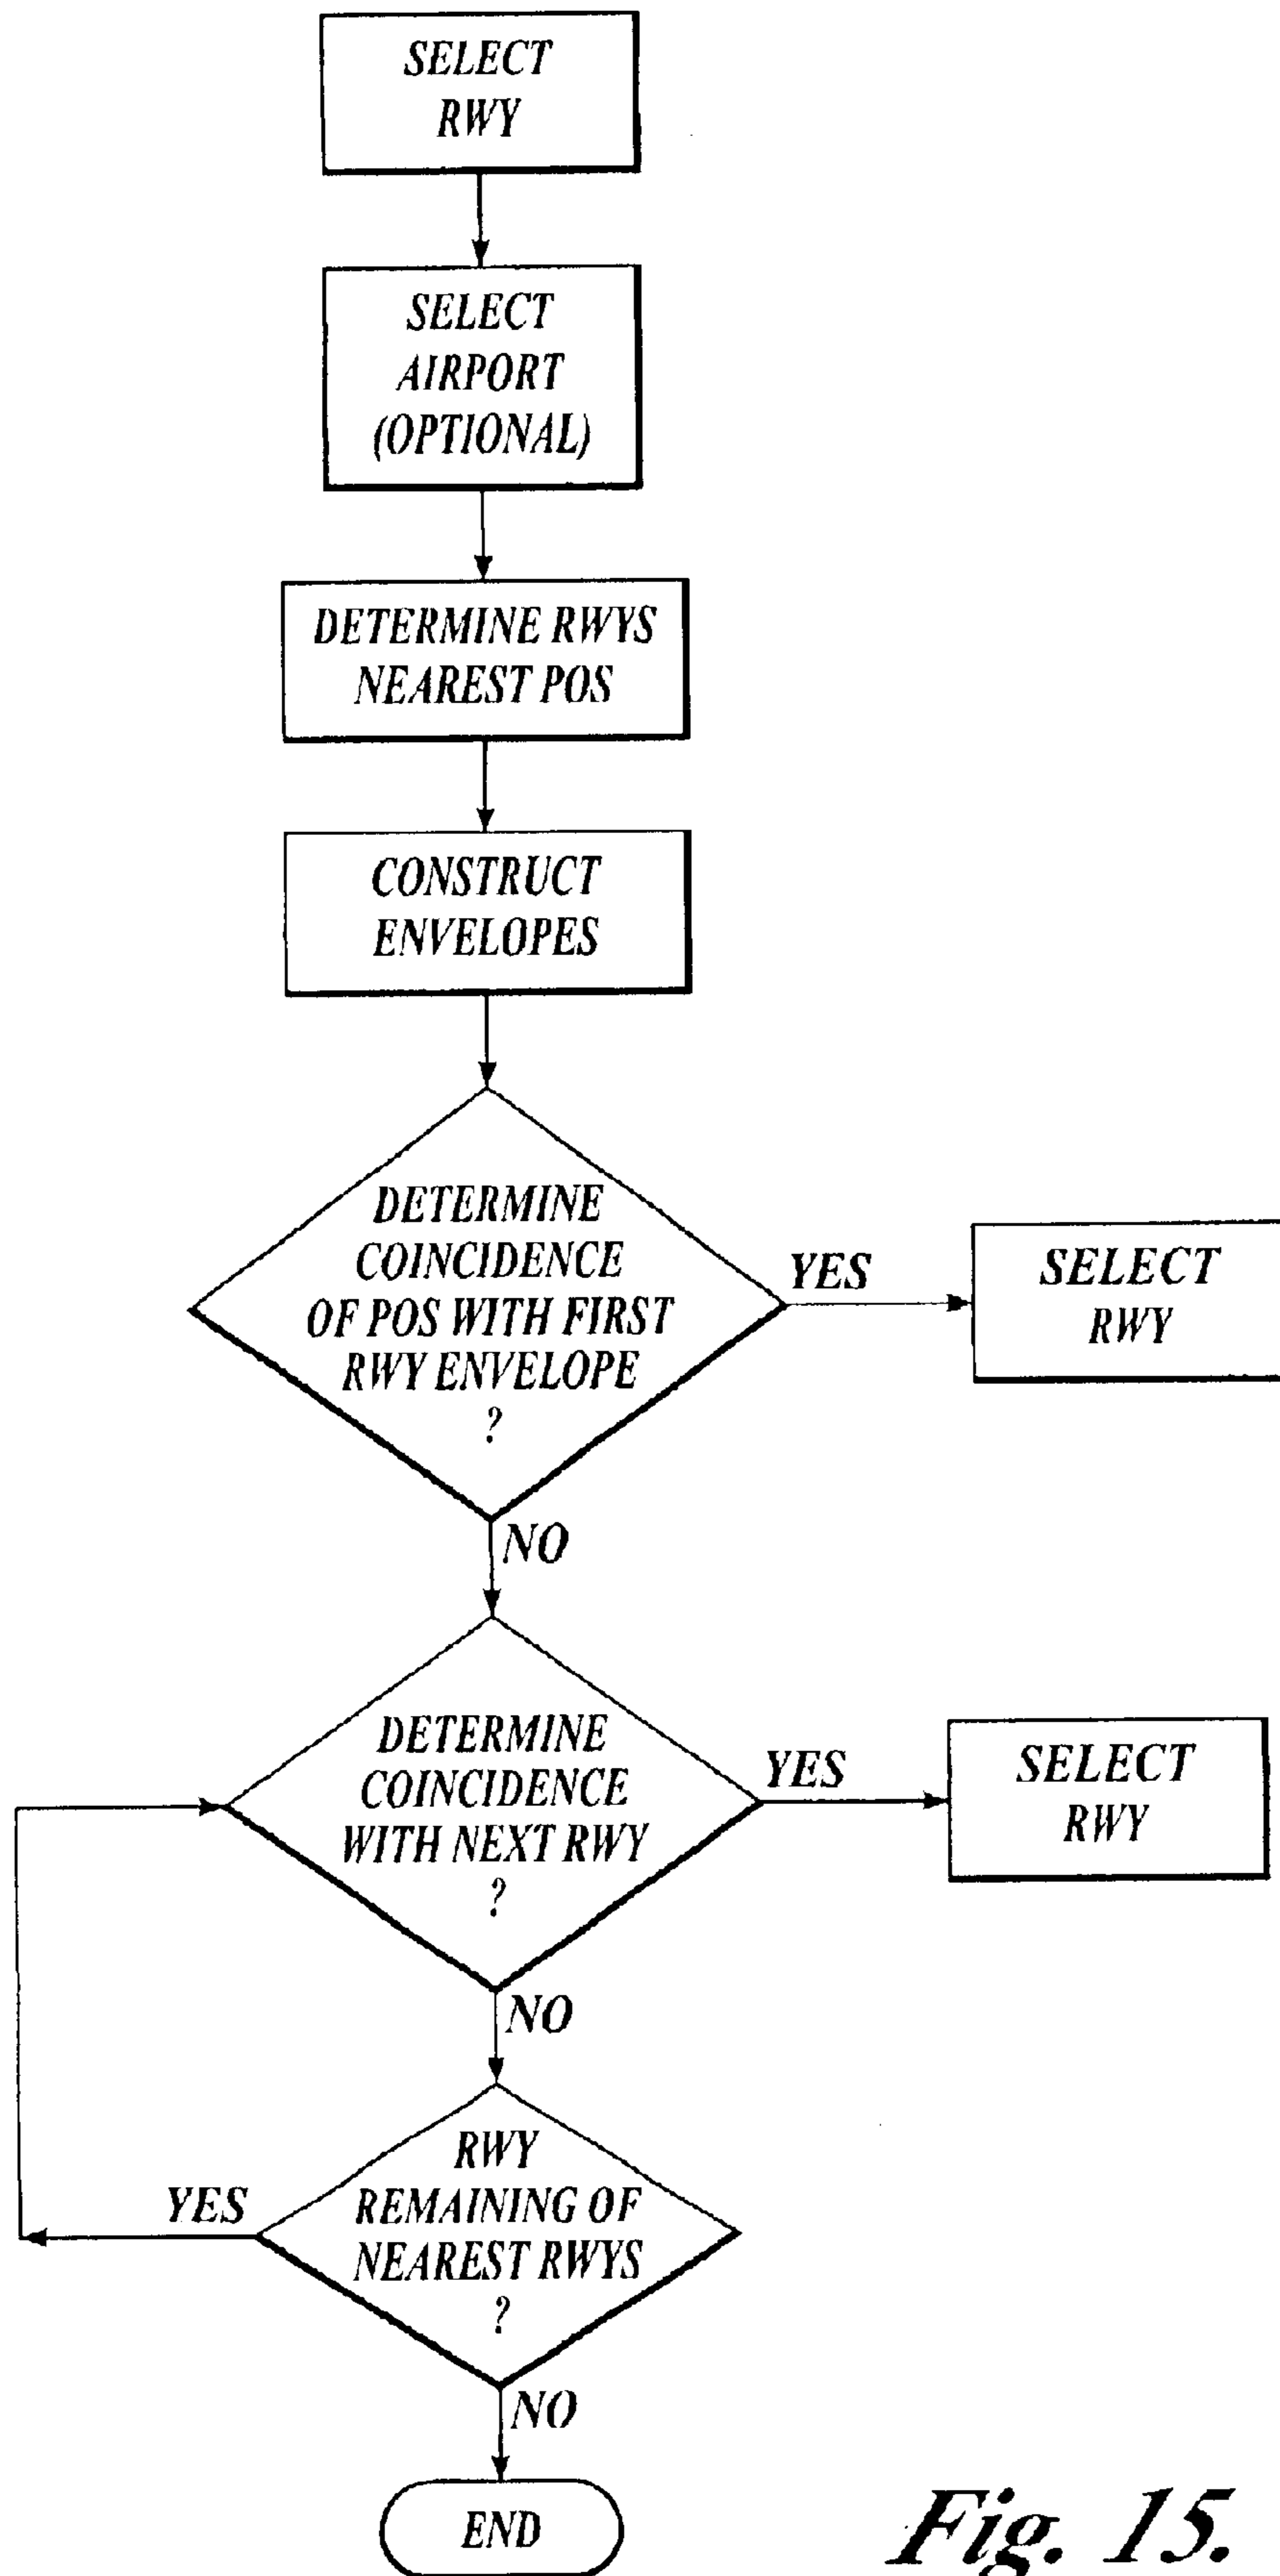 SELECT
RWY
SELECT
AIRPORT
(OPTIONAL)
DETERMINE RWYS
NEAREST POS
CONSTRUCT
ENVELOPES
DETERMINE
COINCIDENCE
OF POS WITH FIRST
RWY ENVELOPE
?
YES
SELECT
RWY
NO
DETERMINE
COINCIDENCE
WITH NEXT RWY
?
YES
SELECT
RWY
NO
RWY
REMAINING OF
NEAREST RWYS
?
YES
NO
END
Fig. 15.